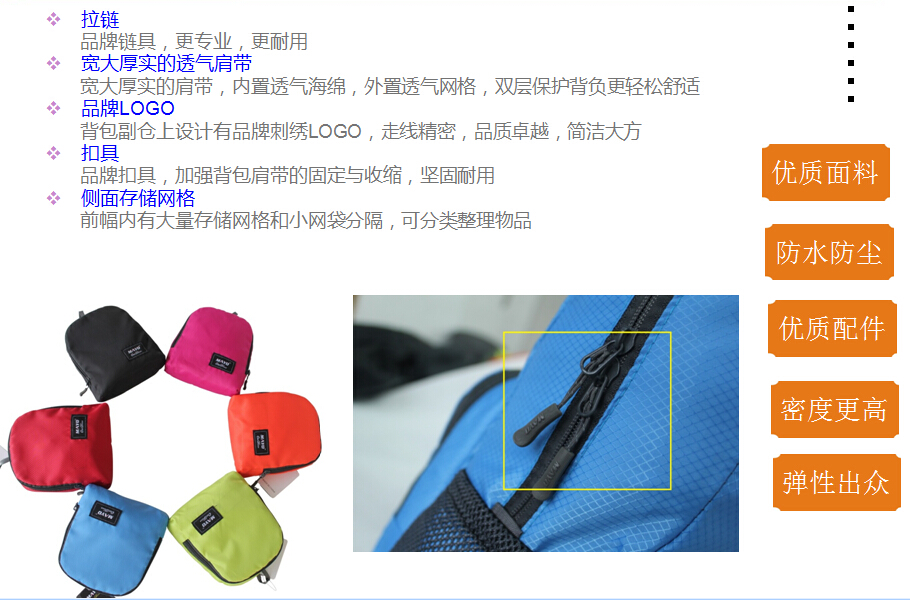 拉链
品牌链具，更专业，更耐用
宽大厚实的透气肩带
宽大厚实的肩带，内置透气海绵，外置透气网格，双层保护背负更轻松舒适
品牌LOGO
背包副仓上设计有品牌刺绣LOGO，走线精密，品质卓越，简洁大方
扣具
品牌扣具，加强背包肩带的固定与收缩，坚固耐用
侧面存储网格
前幅内有大量存储网格和小网袋分隔，可分类整理物品
优质面料
防水防尘
优质配件
密度更高
弹性出众